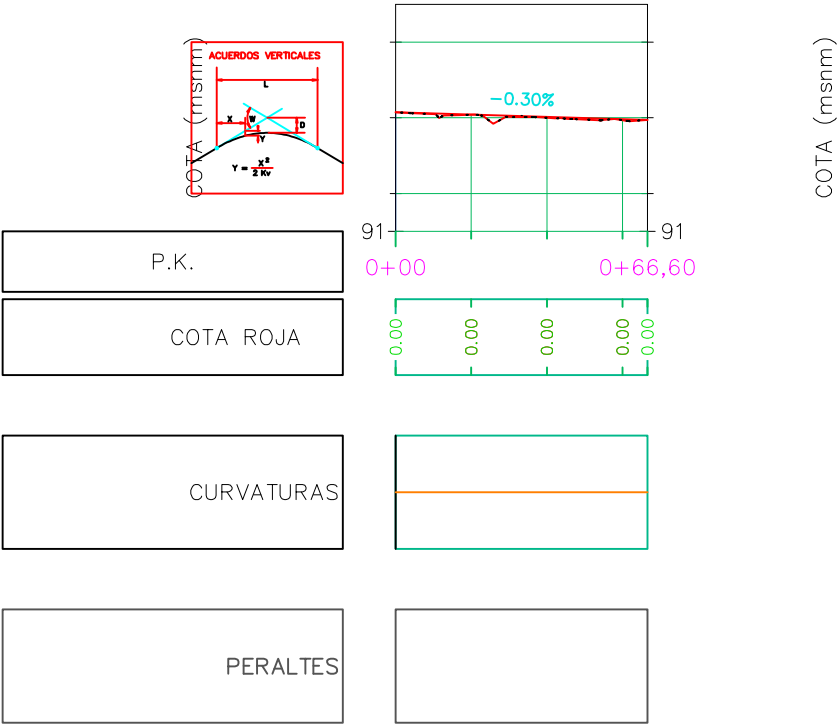 COTA (msnm)
ACUERDOS VERTICALES
L
X
W
D
Y
Y = X² / 2 Kv
-0.30%
COTA (msnm)
91
91
P.K.
0+00
0+66,60
COTA ROJA
0.00
0.00
0.00
0.00
0.00
CURVATURAS
PERALTES